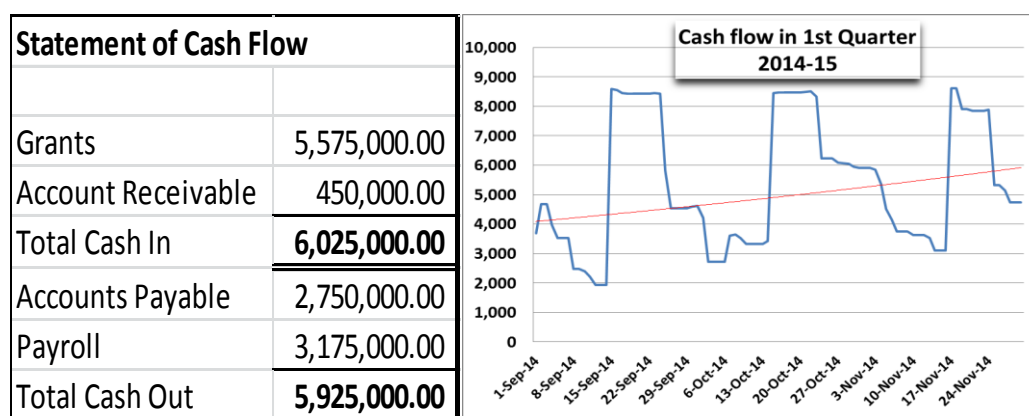 Statement of Cash Flow
Grants 5,575,000.00
Account Receivable 450,000.00
Total Cash In 6,025,000.00
Accounts Payable 2,750,000.00
Payroll 3,175,000.00
Total Cash Out 5,925,000.00
Cash flow in 1st Quarter
2014-15
10,000
9,000
8,000
7,000
6,000
5,000
4,000
3,000
2,000
1,000
0
1-Sep-14
8-Sep-14
15-Sep-14
22-Sep-14
29-Sep-14
6-Oct-14
13-Oct-14
20-Oct-14
27-Oct-14
3-Nov-14
10-Nov-14
17-Nov-14
24-Nov-14